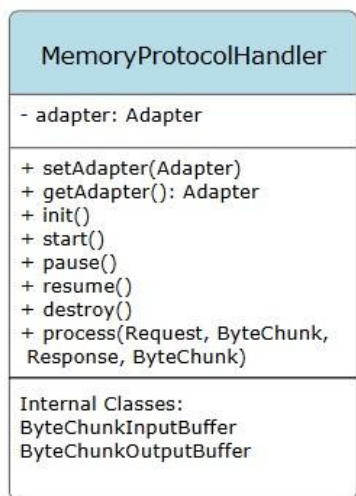 MemoryProtocolHandler
- adapter: Adapter
+ setAdapter(Adapter)
+ getAdapter(): Adapter
+ init()
+ start()
+ pause()
+ resume()
+ destroy()
+ process(Request, ByteChunk,
Response, ByteChunk)
Internal Classes:
ByteChunkInputBuffer
ByteChunkOutputBuffer